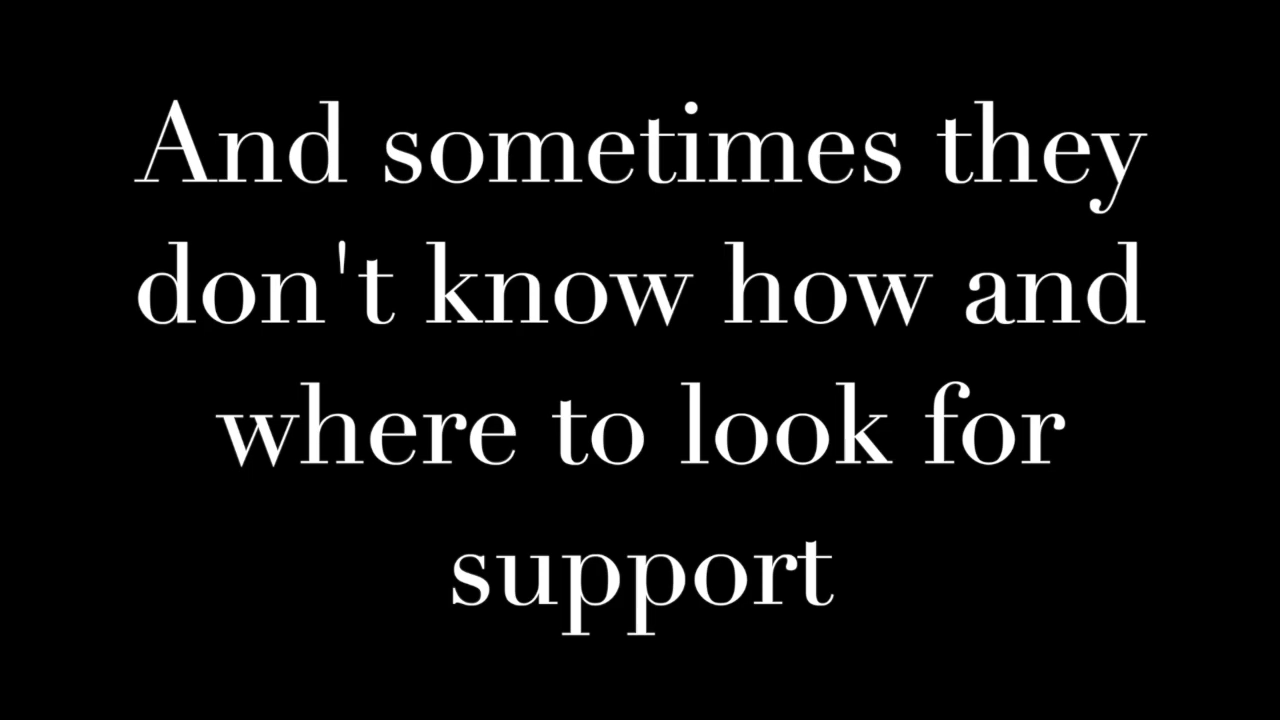 And sometimes they
don't know how and
where to look for
support